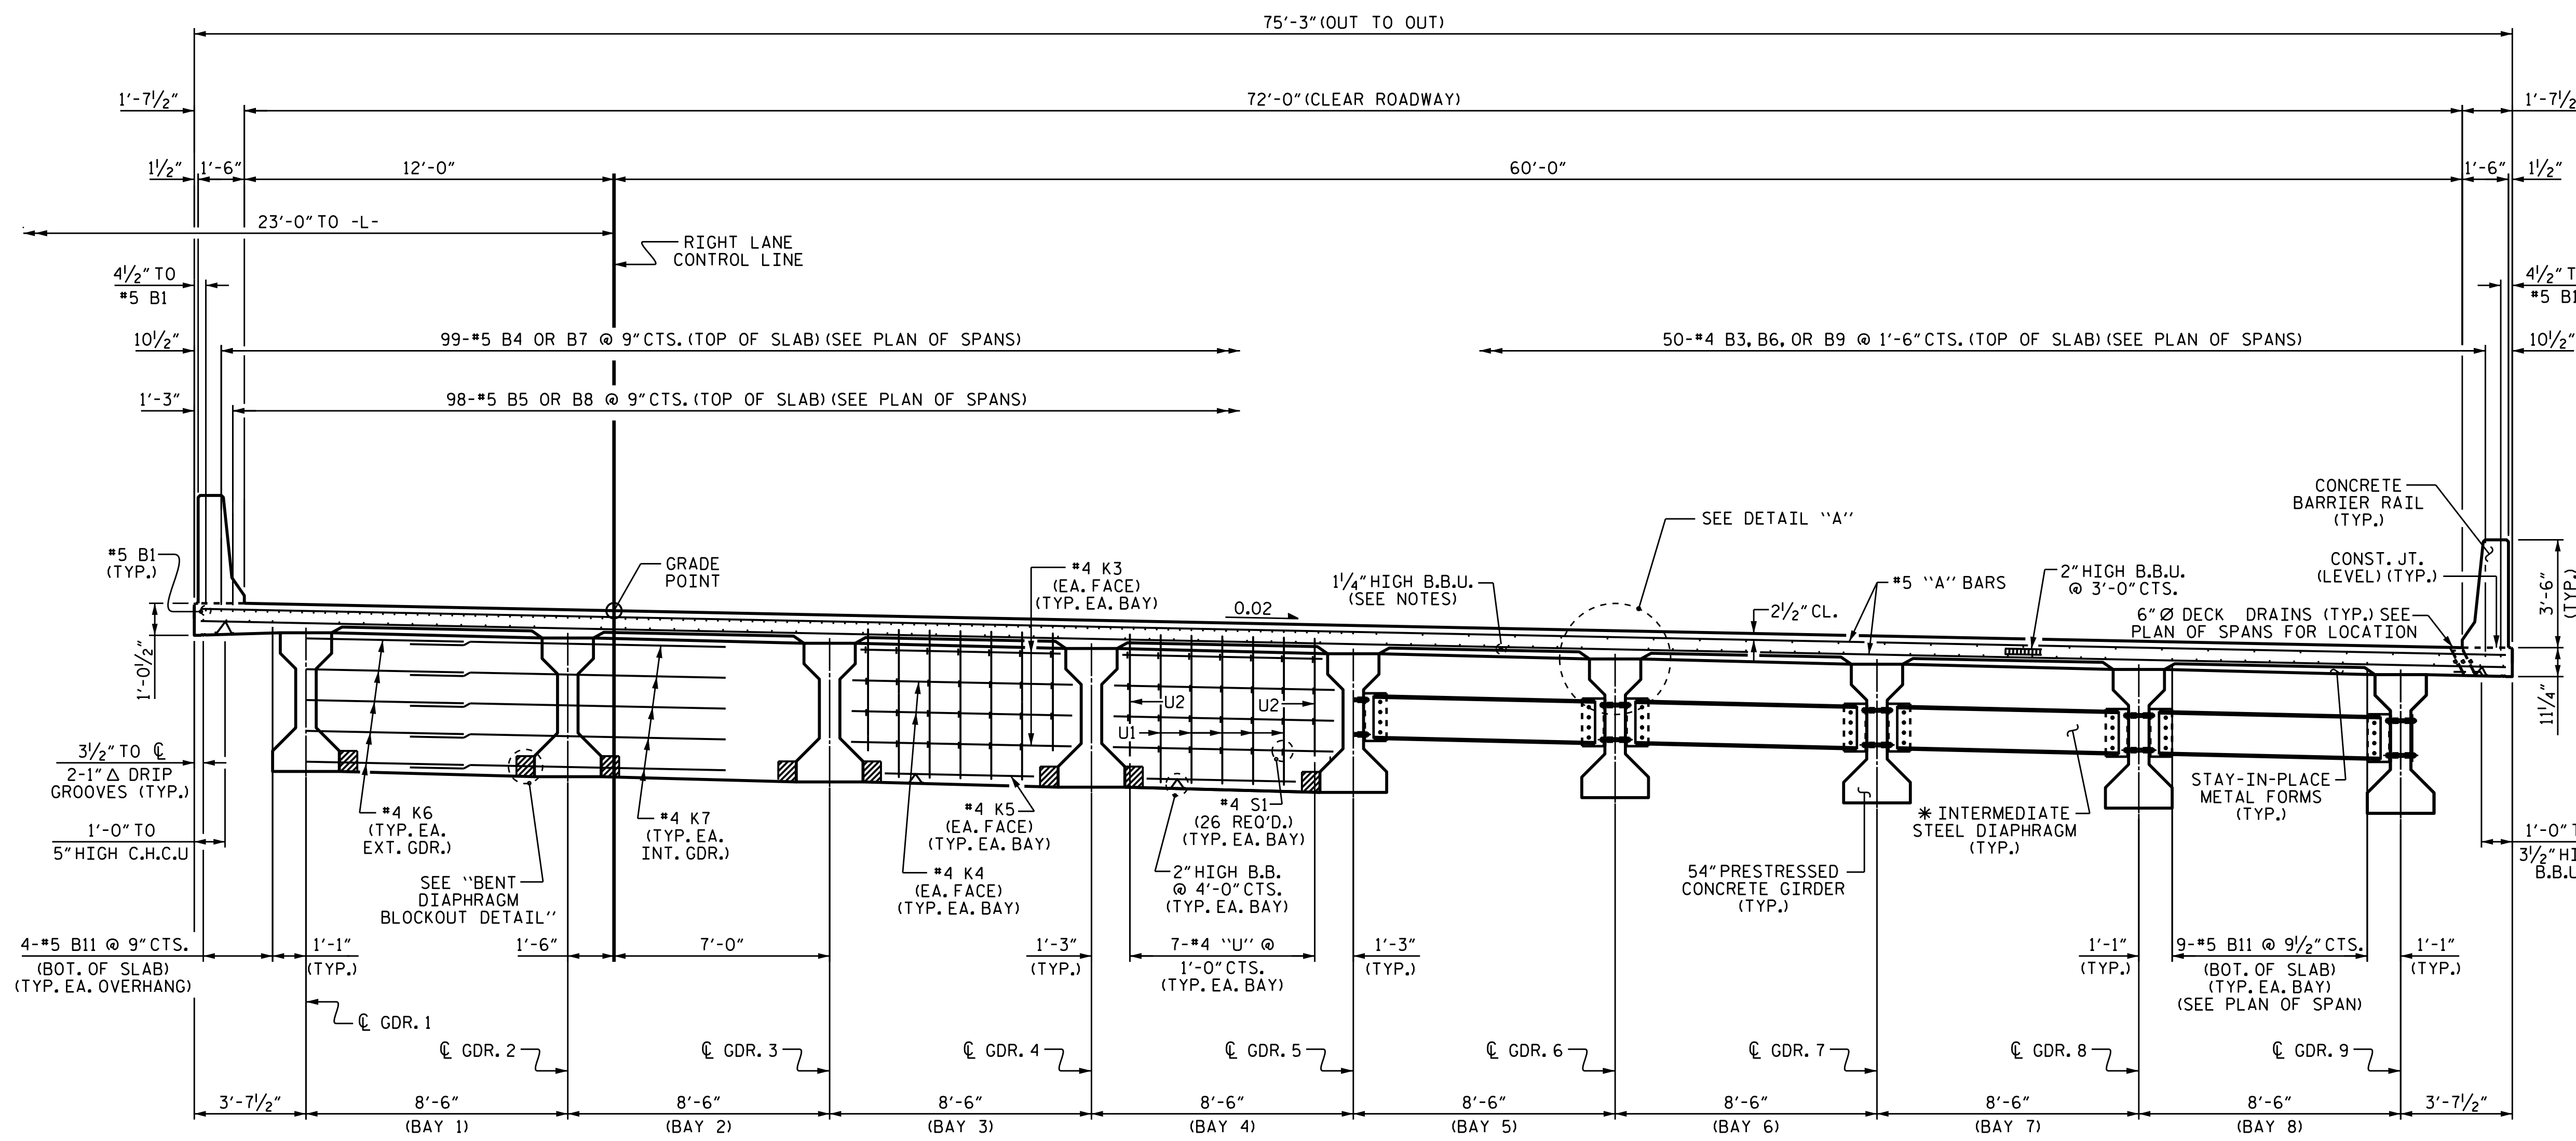 75'-3" (OUT TO OUT)
1'-7½"
72'-0" (CLEAR ROADWAY)
1'-7½"
1½"
1'-6"
12'-0"
60'-0"
1'-6"
1½"
23'-0" TO -L-
RIGHT LANE
CONTROL LINE
4½" TO
#5 B1
4½" T
#5 B1
10½"
99-#5 B4 OR B7 @ 9" CTS. (TOP OF SLAB) (SEE PLAN OF SPANS)
50-#4 B3, B6, OR B9 @ 1'-6" CTS. (TOP OF SLAB) (SEE PLAN OF SPANS)
10½"
1'-3"
98-#5 B5 OR B8 @ 9" CTS. (TOP OF SLAB) (SEE PLAN OF SPANS)
CONCRETE
BARRIER RAIL
(TYP.)
SEE DETAIL "A"
#5 B1
(TYP.)
GRADE
POINT
#4 K3
(EA. FACE)
(TYP. EA. BAY)
1¼" HIGH B.B.U.
(SEE NOTES)
0.02
2½" CL.
#5 "A" BARS
2" HIGH B.B.U.
@ 3'-0" CTS.
CONST. JT.
(LEVEL) (TYP.)
6" Ø DECK DRAINS (TYP.) SEE
PLAN OF SPANS FOR LOCATION
3'-6"
(TYP.)
1'-0½"
11¼"
U2
U2
U1
3½" TO ℄
2-1" △ DRIP
GROOVES (TYP.)
1'-0" TO
5" HIGH C.H.C.U
#4 K6
(TYP. EA.
EXT. GDR.)
#4 K7
(TYP. EA.
INT. GDR.)
#4 K5
(EA. FACE)
(TYP. EA. BAY)
#4 S1
(26 REO'D.)
(TYP. EA. BAY)
STAY-IN-PLACE
METAL FORMS
(TYP.)
* INTERMEDIATE
STEEL DIAPHRAGM
(TYP.)
1'-0" T
3½" HI
B.B.U
SEE "BENT
DIAPHRAGM
BLOCKOUT DETAIL"
#4 K4
(EA. FACE)
(TYP. EA. BAY)
2" HIGH B.B.
@ 4'-0" CTS.
(TYP. EA. BAY)
54" PRESTRESSED
CONCRETE GIRDER
(TYP.)
4-#5 B11 @ 9" CTS.
(BOT. OF SLAB)
(TYP. EA. OVERHANG)
1'-1"
(TYP.)
1'-6"
7'-0"
1'-3"
(TYP.)
7-#4 "U" @
1'-0" CTS.
(TYP. EA. BAY)
1'-3"
(TYP.)
1'-1"
(TYP.)
9-#5 B11 @ 9½" CTS.
(BOT. OF SLAB)
(TYP. EA. BAY)
(SEE PLAN OF SPAN)
1'-1"
(TYP.)
℄ GDR. 1
℄ GDR. 2
℄ GDR. 3
℄ GDR. 4
℄ GDR. 5
℄ GDR. 6
℄ GDR. 7
℄ GDR. 8
℄ GDR. 9
3'-7½"
8'-6"
8'-6"
8'-6"
8'-6"
8'-6"
8'-6"
8'-6"
8'-6"
3'-7½"
(BAY 1)
(BAY 2)
(BAY 3)
(BAY 4)
(BAY 5)
(BAY 6)
(BAY 7)
(BAY 8)